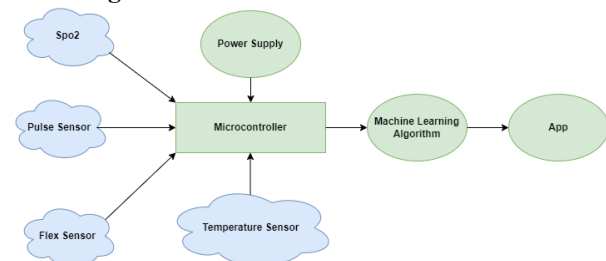 Spo2
Power Supply
Pulse Sensor
Microcontroller
Machine Learning
Algorithm
App
Flex Sensor
Temperature Sensor